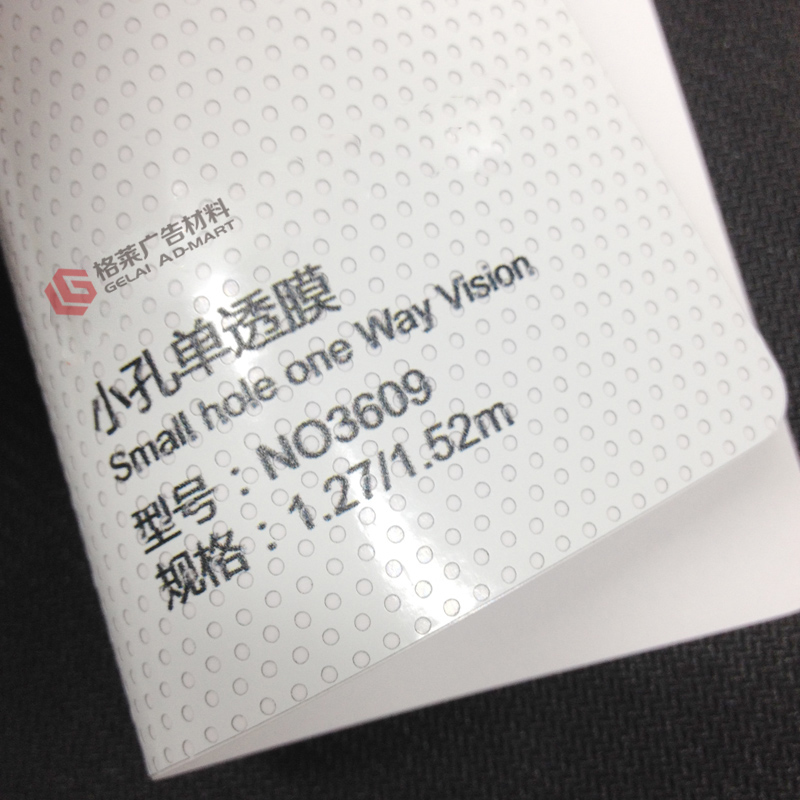 格莱广告材料
GELAI AD-MART
小孔单透膜
Small hole one Way Vision
型号：NO3609
规格：1.27/1.52m